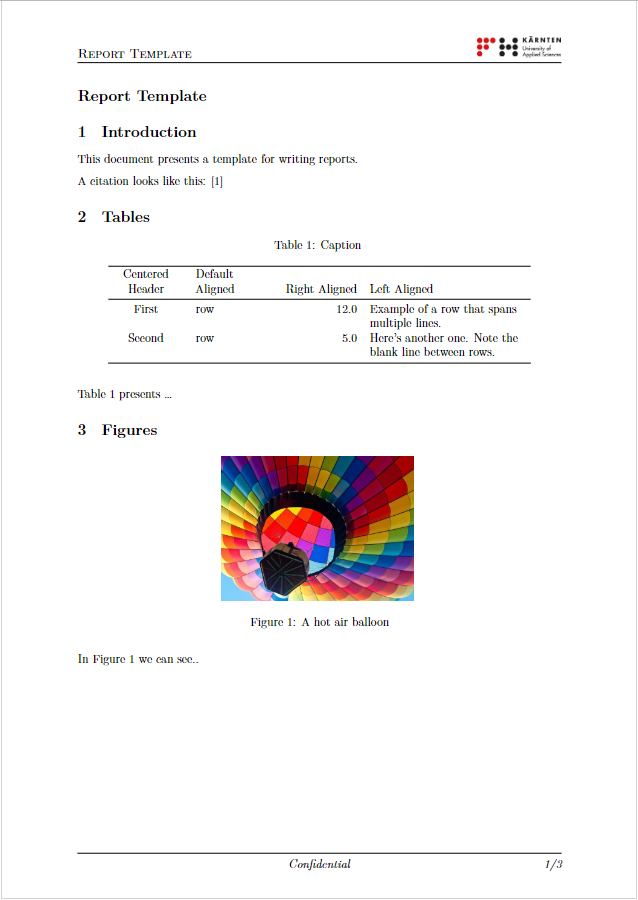 Report Template
KÄRNTEN
University of
Applied Sciences
Report Template
1 Introduction
This document presents a template for writing reports.
A citation looks like this: [1]
2 Tables
Table 1: Caption
Centered Default
Header Aligned Right Aligned Left Aligned
First row 12.0 Example of a row that spans
multiple lines.
Second row 5.0 Here's another one. Note the
blank line between rows.
Table 1 presents ...
3 Figures
Figure 1: A hot air balloon
In Figure 1 we can see..
Confidential 1/3